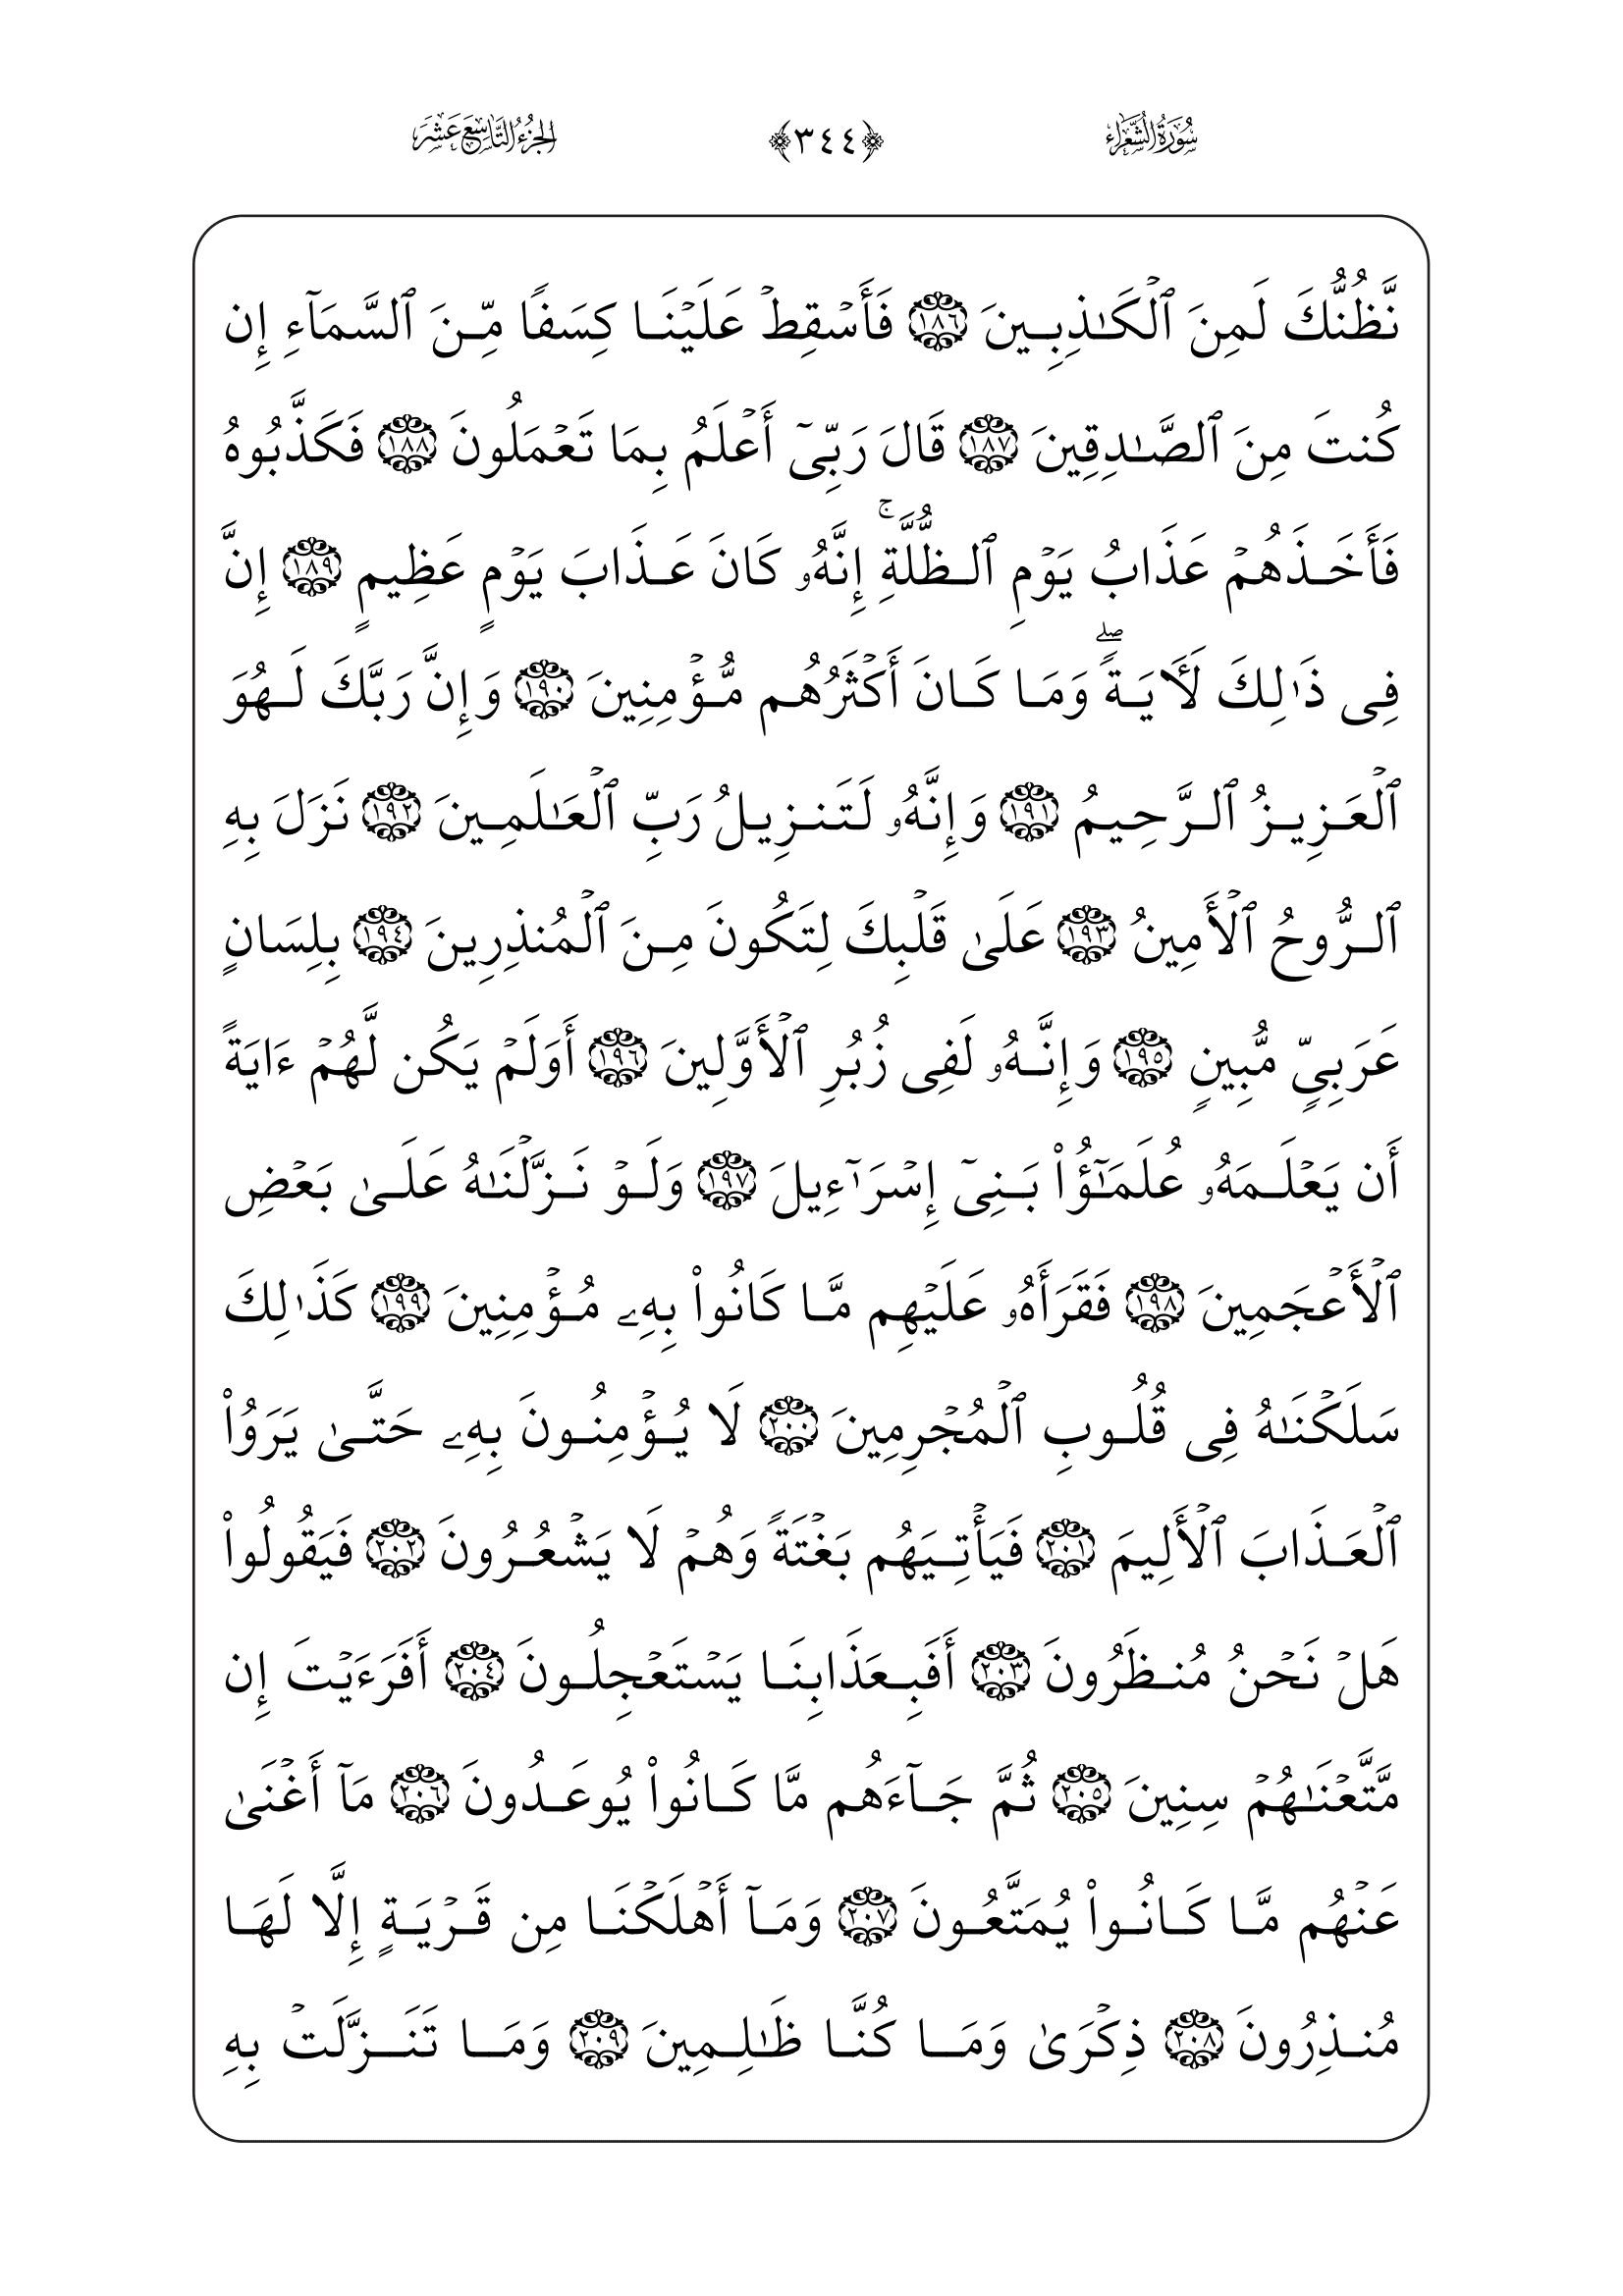 سُورَةُ الشُّعَرَاء ﴿٣٤٤﴾ الجُزْءُ التَّاسِعَ عَشَرَ
نَّظُنُّكَ لَمِنَ ٱلْكَـٰذِبِينَ ١٨٦ فَأَسْقِطْ عَلَيْنَا كِسَفًا مِّنَ ٱلسَّمَآءِ إِن
كُنتَ مِنَ ٱلصَّـٰدِقِينَ ١٨٧ قَالَ رَبِّىٓ أَعْلَمُ بِمَا تَعْمَلُونَ ١٨٨ فَكَذَّبُوهُ
فَأَخَذَهُمْ عَذَابُ يَوْمِ ٱلظُّلَّةِ ۚ إِنَّهُۥ كَانَ عَذَابَ يَوْمٍ عَظِيمٍ ١٨٩ إِنَّ
فِى ذَٰلِكَ لَـَٔايَةً ۖ وَمَا كَانَ أَكْثَرُهُم مُّؤْمِنِينَ ١٩٠ وَإِنَّ رَبَّكَ لَهُوَ
ٱلْعَزِيزُ ٱلرَّحِيمُ ١٩١ وَإِنَّهُۥ لَتَنزِيلُ رَبِّ ٱلْعَـٰلَمِينَ ١٩٢ نَزَلَ بِهِ
ٱلرُّوحُ ٱلْأَمِينُ ١٩٣ عَلَىٰ قَلْبِكَ لِتَكُونَ مِنَ ٱلْمُنذِرِينَ ١٩٤ بِلِسَانٍ
عَرَبِىٍّ مُّبِينٍ ١٩٥ وَإِنَّهُۥ لَفِى زُبُرِ ٱلْأَوَّلِينَ ١٩٦ أَوَلَمْ يَكُن لَّهُمْ ءَايَةً
أَن يَعْلَمَهُۥ عُلَمَـٰٓؤُا۟ بَنِىٓ إِسْرَٰٓءِيلَ ١٩٧ وَلَوْ نَزَّلْنَـٰهُ عَلَىٰ بَعْضِ
ٱلْأَعْجَمِينَ ١٩٨ فَقَرَأَهُۥ عَلَيْهِم مَّا كَانُوا۟ بِهِۦ مُؤْمِنِينَ ١٩٩ كَذَٰلِكَ
سَلَكْنَـٰهُ فِى قُلُوبِ ٱلْمُجْرِمِينَ ٢٠٠ لَا يُؤْمِنُونَ بِهِۦ حَتَّىٰ يَرَوُا۟
ٱلْعَذَابَ ٱلْأَلِيمَ ٢٠١ فَيَأْتِيَهُم بَغْتَةً وَهُمْ لَا يَشْعُرُونَ ٢٠٢ فَيَقُولُوا۟
هَلْ نَحْنُ مُنظَرُونَ ٢٠٣ أَفَبِعَذَابِنَا يَسْتَعْجِلُونَ ٢٠٤ أَفَرَءَيْتَ إِن
مَّتَّعْنَـٰهُمْ سِنِينَ ٢٠٥ ثُمَّ جَآءَهُم مَّا كَانُوا۟ يُوعَدُونَ ٢٠٦ مَآ أَغْنَىٰ
عَنْهُم مَّا كَانُوا۟ يُمَتَّعُونَ ٢٠٧ وَمَآ أَهْلَكْنَا مِن قَرْيَةٍ إِلَّا لَهَا
مُنذِرُونَ ٢٠٨ ذِكْرَىٰ وَمَا كُنَّا ظَـٰلِمِينَ ٢٠٩ وَمَا تَنَزَّلَتْ بِهِ